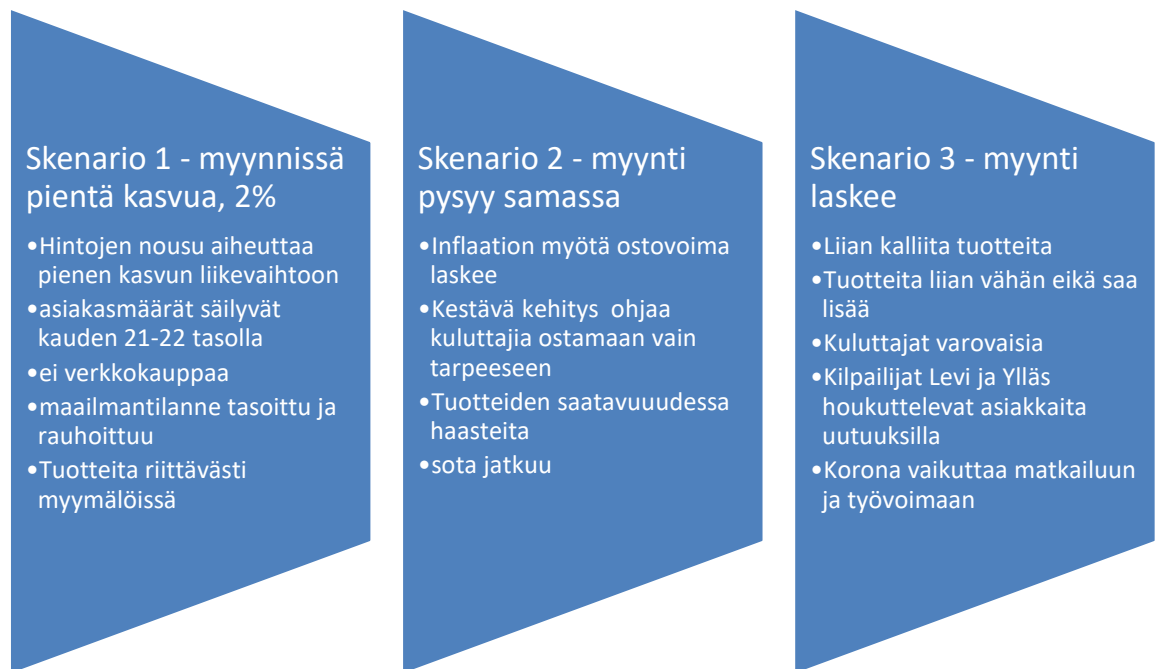 Skenario 1 - myynnissä
pientä kasvua, 2%
•Hintojen nousu aiheuttaa
pienen kasvun liikevaihtoon
•asiakasmäärät säilyvät
kauden 21-22 tasolla
•ei verkkokauppaa
•maailmantilanne tasoittu ja
rauhoittuu
•Tuotteita riittävästi
myymälöissä
Skenario 2 - myynti
pysyy samassa
•Inflaation myötä ostovoima
laskee
•Kestävä kehitys ohjaa
kuluttajia ostamaan vain
tarpeeseen
•Tuotteiden saatavuuudessa
haasteita
•sota jatkuu
Skenario 3 - myynti
laskee
•Liian kalliita tuotteita
•Tuotteita liian vähän eikä saa
lisää
•Kuluttajat varovaisia
•Kilpailijat Levi ja Ylläs
houkuttelevat asiakkaita
uutuuksilla
•Korona vaikuttaa matkailuun
ja työvoimaan